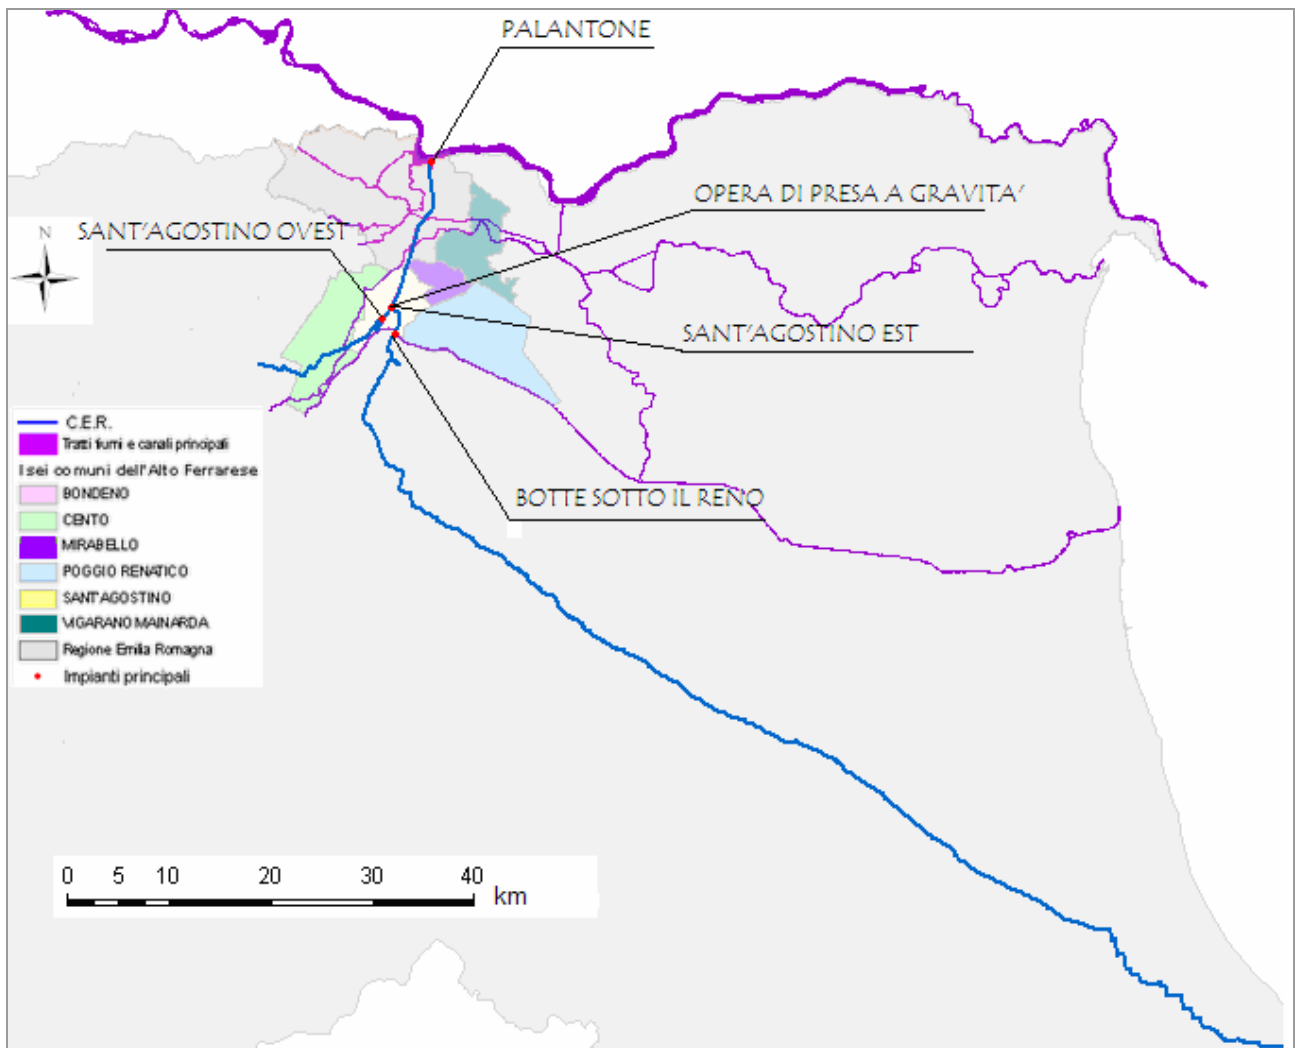 PALANTONE
OPERA DI PRESA A GRAVITA'
SANT'AGOSTINO OVEST
N
SANT'AGOSTINO EST
C.E.R.
Tratti fiumi e canali principali
I sei comuni dell'Alto Ferrarese
BONDENO
CENTO
MIRABELLO
POGGIO RENATICO
SANT'AGOSTINO
VIGARANO MAINARDA
Regione Emilia Romagna
Impianti principali
BOTTE SOTTO IL RENO
0 5 10 20 30 40
km